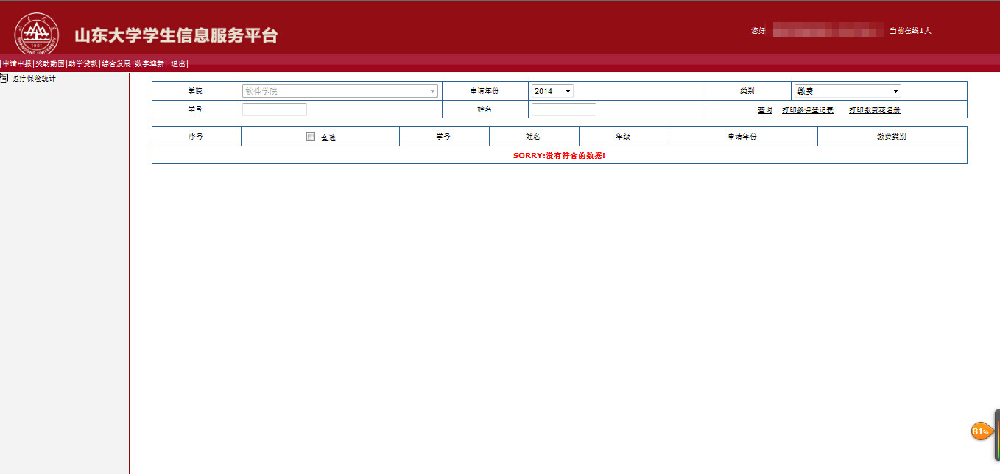 山东大学学生信息服务平台
SHANDONG UNIVERSITY
1901
您好 当前在线1人
|申请申报|奖助勤困|助学贷款|综合发展|数字迎新| 退出|
医疗保险统计
学院 软件学院 申请年份 2014 类别 缴费
学号 姓名 查询 打印参保登记表 打印缴费花名册
序号 全选 学号 姓名 年级 申请年份 缴费类别
SORRY:没有符合的数据!
81%